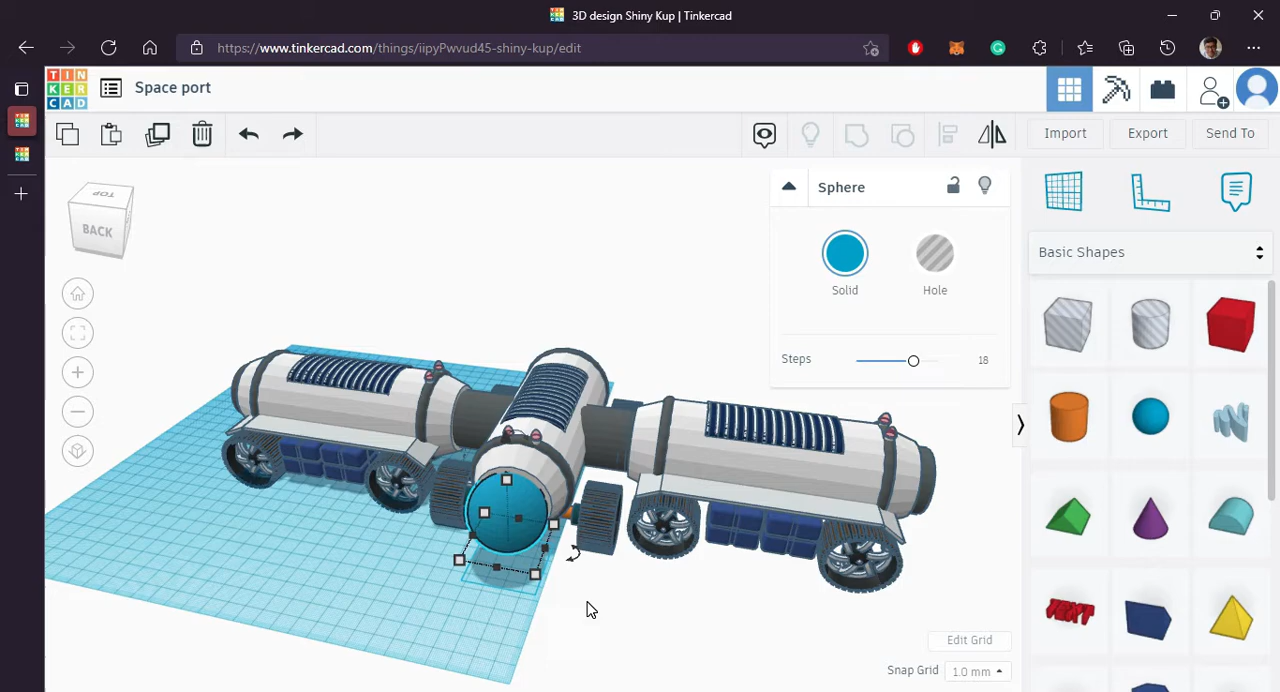 3D design Shiny Kup | Tinkercad
https://www.tinkercad.com/things/iipyPwvud45-shiny-kup/edit
TIN
KER
CAD
Space port
Import
Export
Send To
TOP
BACK
Sphere
Solid
Hole
Steps
18
Basic Shapes
TEXT
Edit Grid
Snap Grid
1.0 mm